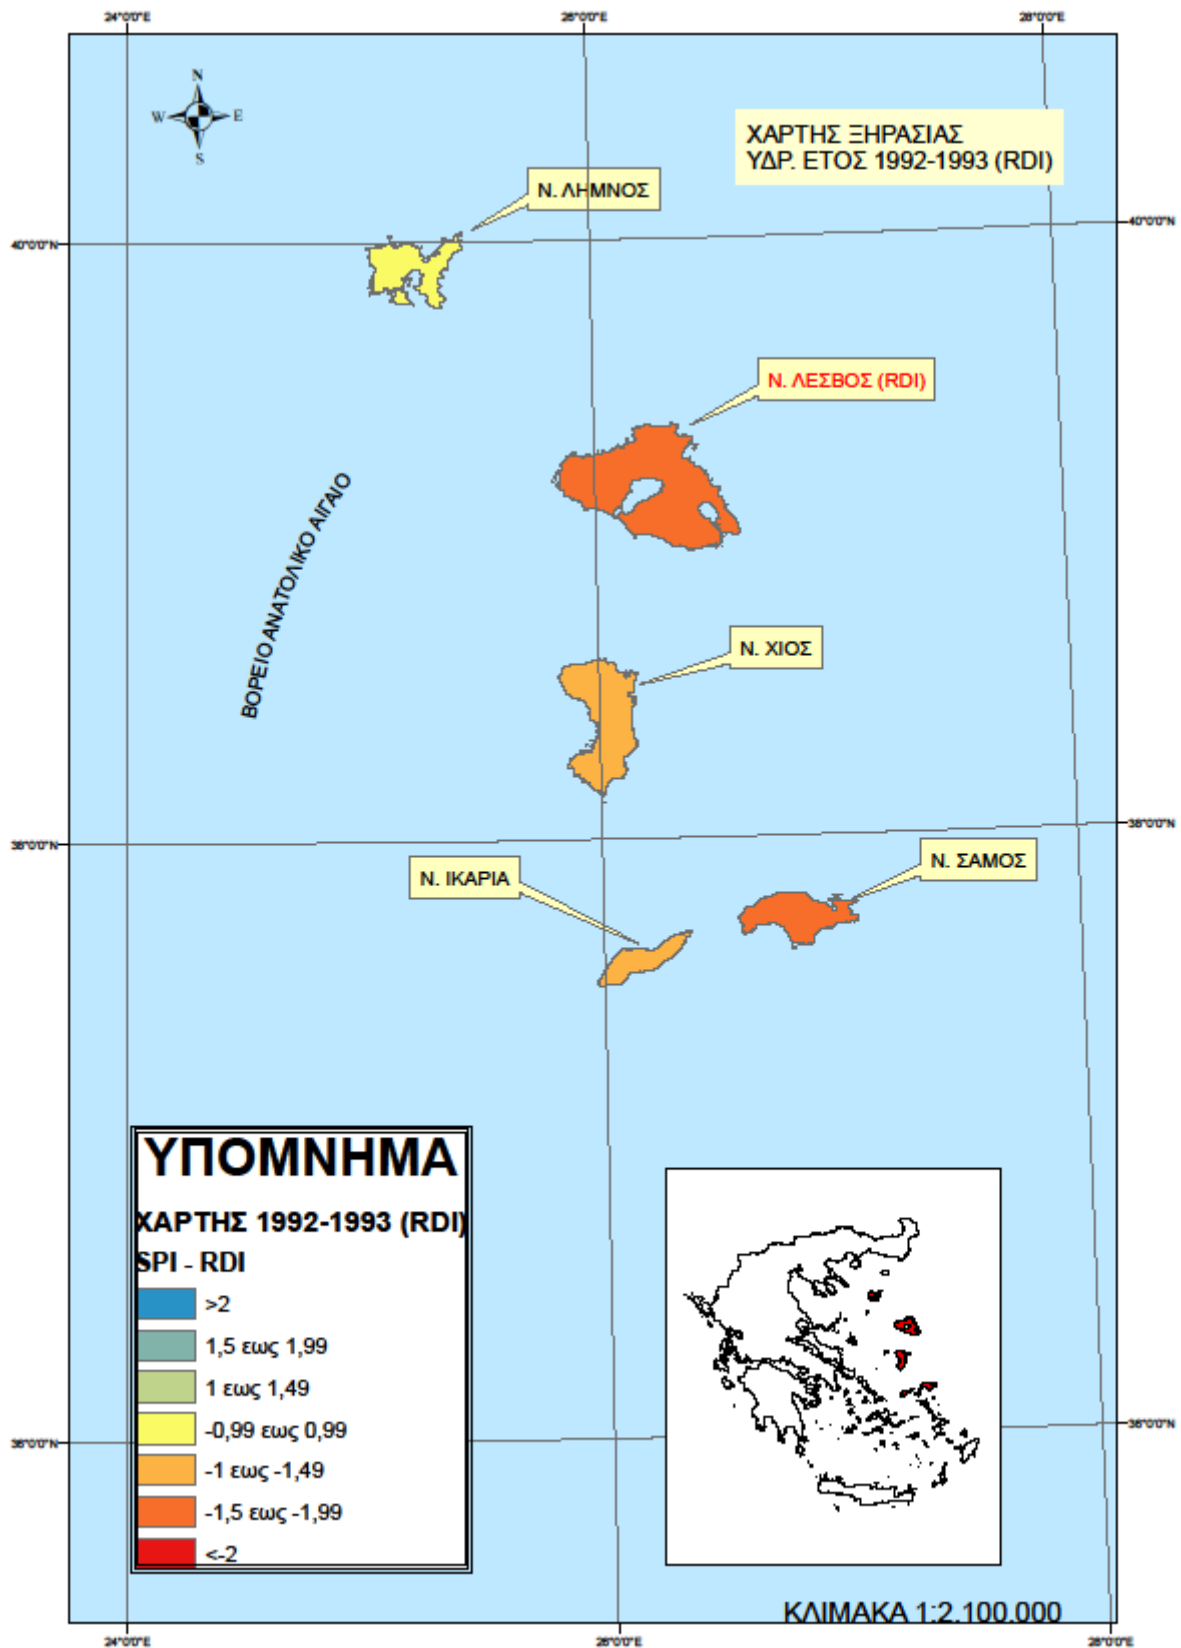 24°0'0"E
26°0'0"E
28°0'0"E
N
W
E
S
ΧΑΡΤΗΣ ΞΗΡΑΣΙΑΣ
ΥΔΡ. ΕΤΟΣ 1992-1993 (RDI)
Ν. ΛΗΜΝΟΣ
40°0'0"N
40°0'0"N
Ν. ΛΕΣΒΟΣ (RDI)
ΒΟΡΕΙΟ ΑΝΑΤΟΛΙΚΟ ΑΙΓΑΙΟ
Ν. ΧΙΟΣ
38°0'0"N
38°0'0"N
Ν. ΙΚΑΡΙΑ
Ν. ΣΑΜΟΣ
ΥΠΟΜΝΗΜΑ
ΧΑΡΤΗΣ 1992-1993 (RDI)
SPI - RDI
>2
1,5 εως 1,99
1 εως 1,49
-0,99 εως 0,99
-1 εως -1,49
-1,5 εως -1,99
<-2
36°0'0"N
36°0'0"N
ΚΛΙΜΑΚΑ 1:2.100.000
24°0'0"E
26°0'0"E
28°0'0"E